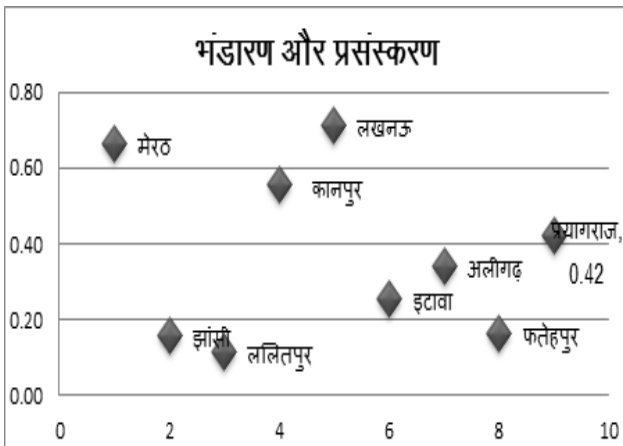 भंडारण और प्रसंस्करण
0.80
लखनऊ
मेरठ
0.60
कानपुर
0.40
प्रयागराज,
0.42
अलीगढ़
इटावा
0.20
झांसी
ललितपुर
फतेहपुर
0.00
0 2 4 6 8 10